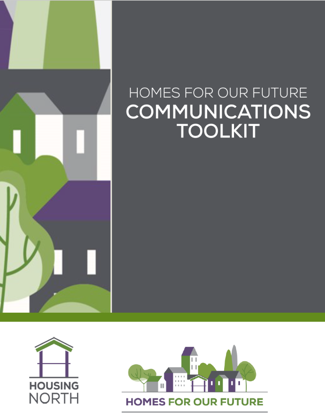 HOMES FOR OUR FUTURE
COMMUNICATIONS
TOOLKIT
HOUSING
NORTH
HOMES FOR OUR FUTURE